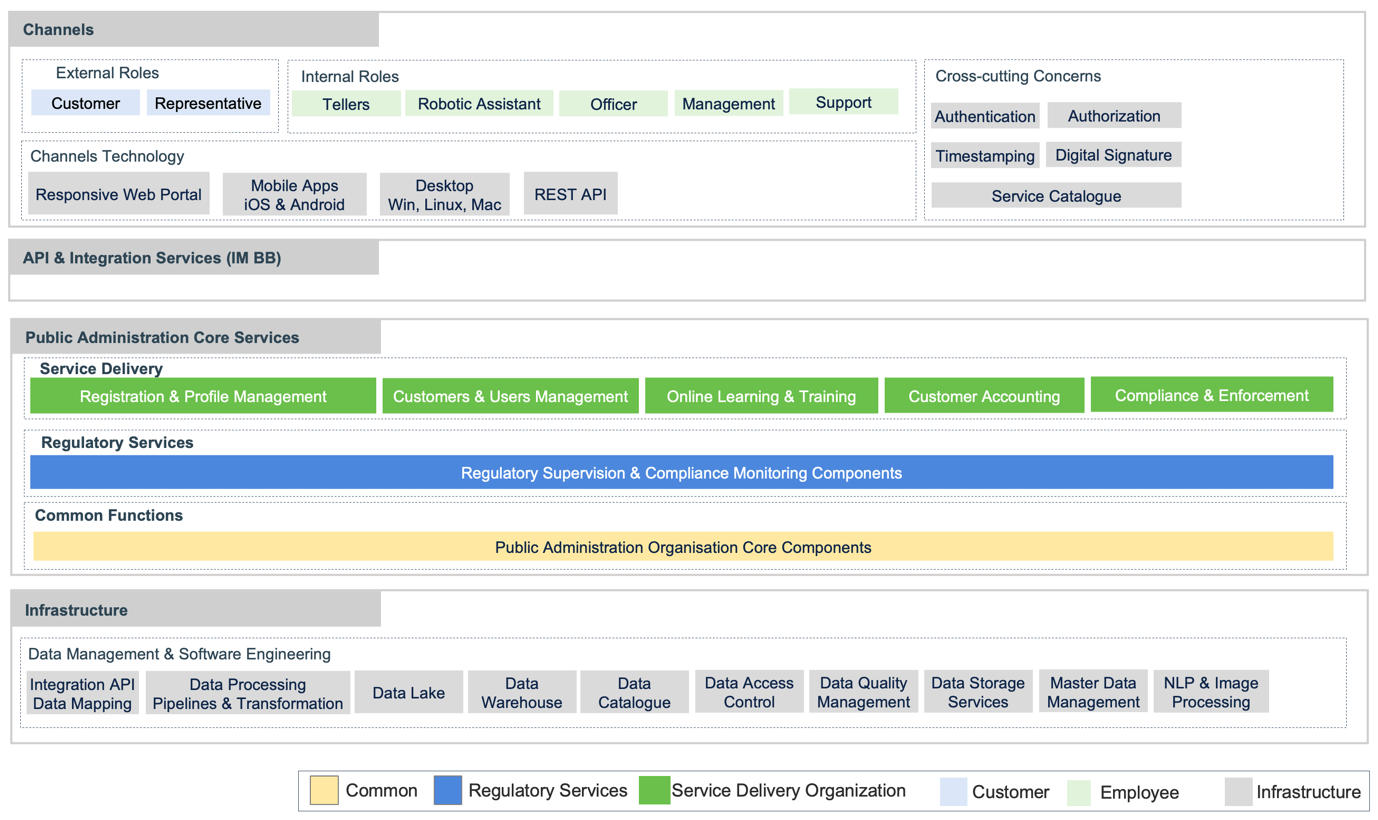 Channels
External Roles
Customer
Representative
Internal Roles
Tellers
Robotic Assistant
Officer
Management
Support
Cross-cutting Concerns
Authentication
Authorization
Timestamping
Digital Signature
Service Catalogue
Channels Technology
Responsive Web Portal
Mobile Apps
iOS & Android
Desktop
Win, Linux, Mac
REST API
API & Integration Services (IM BB)
Public Administration Core Services
Service Delivery
Registration & Profile Management
Customers & Users Management
Online Learning & Training
Customer Accounting
Compliance & Enforcement
Regulatory Services
Regulatory Supervision & Compliance Monitoring Components
Common Functions
Public Administration Organisation Core Components
Infrastructure
Data Management & Software Engineering
Integration API
Data Mapping
Data Processing
Pipelines & Transformation
Data Lake
Data
Warehouse
Data
Catalogue
Data Access
Control
Data Quality
Management
Data Storage
Services
Master Data
Management
NLP & Image
Processing
Common
Regulatory Services
Service Delivery Organization
Customer
Employee
Infrastructure